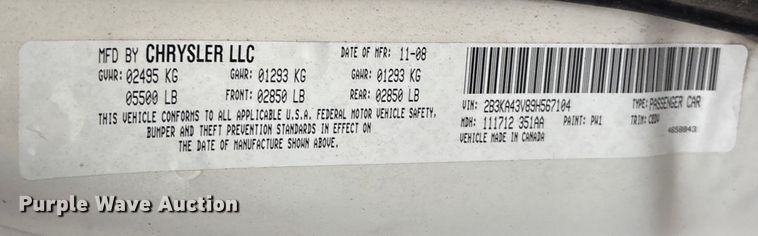 MFD BY CHRYSLER LLC DATE OF MFR: 11-08
GVWR: 02495 KG GAWR: 01293 KG GAWR: 01293 KG
05500 LB FRONT: 02850 LB REAR: 02850 LB
THIS VEHICLE CONFORMS TO ALL APPLICABLE U.S.A. FEDERAL MOTOR VEHICLE SAFETY,
BUMPER AND THEFT PREVENTION STANDARDS IN EFFECT ON
THE DATE OF MANUFACTURE SHOWN ABOVE.
VIN: 2B3KA43V89H567104 TYPE: PASSENGER CAR
MDH: 111712 351AA PAINT: PW1 TRIM: CEDV
VEHICLE MADE IN CANADA 4658043
Purple Wave Auction